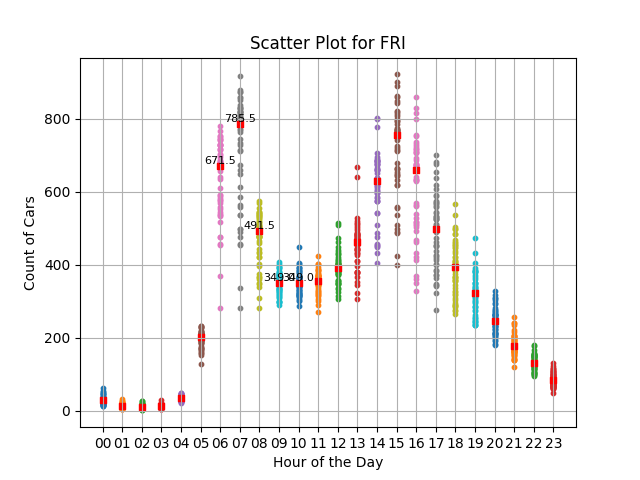 Scatter Plot for FRI
Count of Cars
800
600
400
200
0
785.5
671.5
491.5
349.0
349.0
00 01 02 03 04 05 06 07 08 09 10 11 12 13 14 15 16 17 18 19 20 21 22 23
Hour of the Day